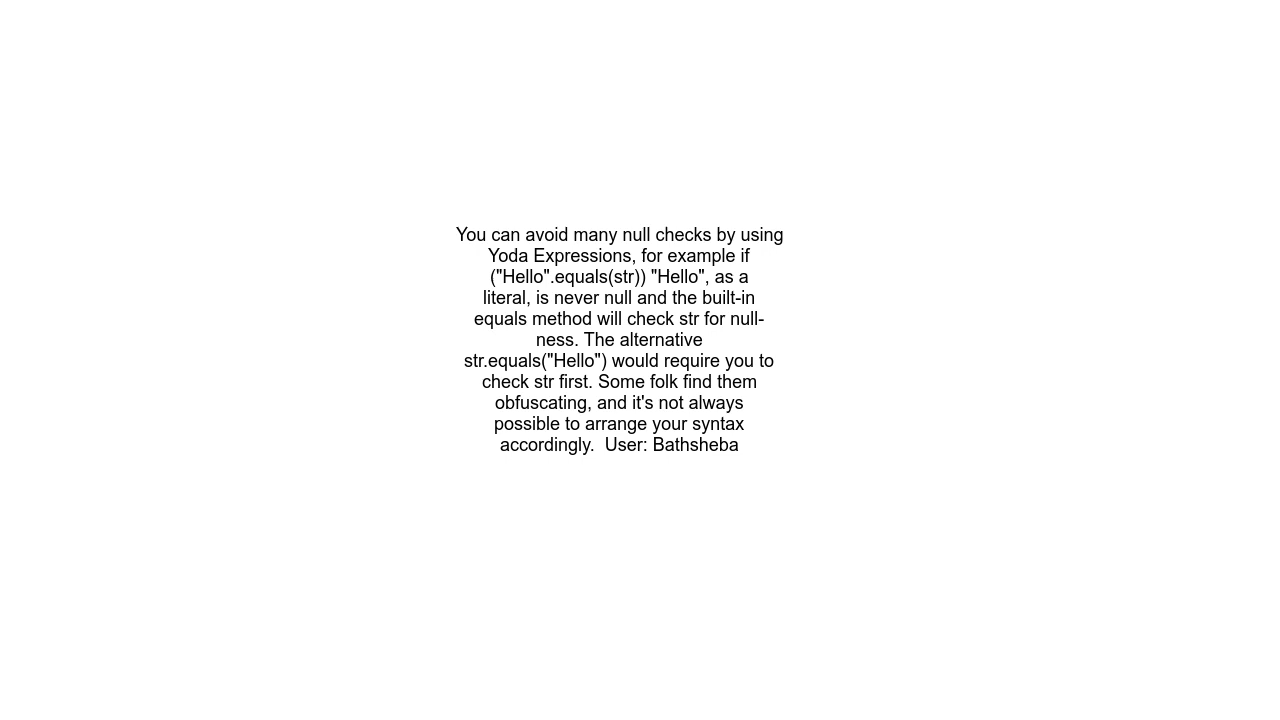 You can avoid many null checks by using
Yoda Expressions, for example if
("Hello".equals(str)) "Hello", as a
literal, is never null and the built-in
equals method will check str for null-
ness. The alternative
str.equals("Hello") would require you to
check str first. Some folk find them
obfuscating, and it's not always
possible to arrange your syntax
accordingly.  User: Bathsheba